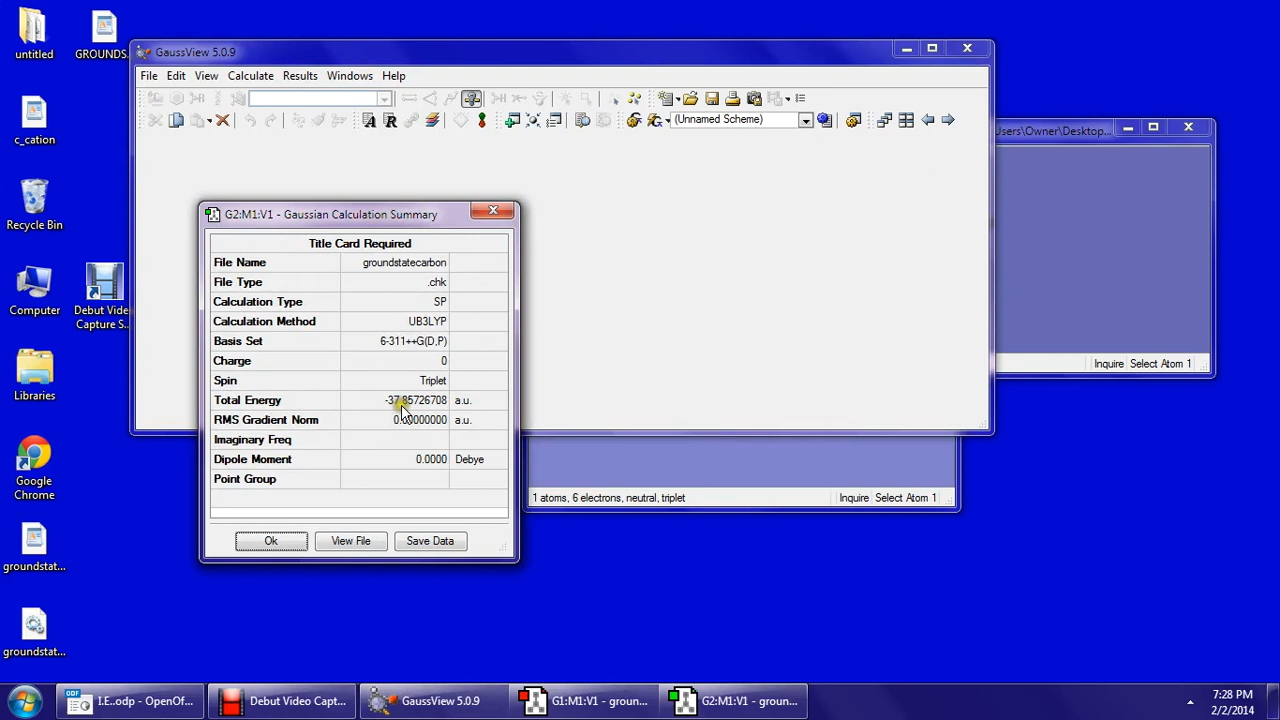 untitled
GROUNDS...
c_cation
Recycle Bin
Computer
Debut Video
Capture S...
Libraries
Google
Chrome
groundstat...
groundstat...
GaussView 5.0.9
File Edit View Calculate Results Windows Help
(Unnamed Scheme)
Users\Owner\Desktop...
Inquire Select Atom 1
G2:M1:V1 - Gaussian Calculation Summary
Title Card Required
File Name groundstatecarbon
File Type .chk
Calculation Type SP
Calculation Method UB3LYP
Basis Set 6-311++G(D,P)
Charge 0
Spin Triplet
Total Energy -37.85726708 a.u.
RMS Gradient Norm 0.00000000 a.u.
Imaginary Freq
Dipole Moment 0.0000 Debye
Point Group
Ok View File Save Data
1 atoms, 6 electrons, neutral, triplet Inquire Select Atom 1
I.E..odp - OpenOf...
Debut Video Capt...
GaussView 5.0.9
G1:M1:V1 - groun...
G2:M1:V1 - groun...
7:28 PM
2/2/2014